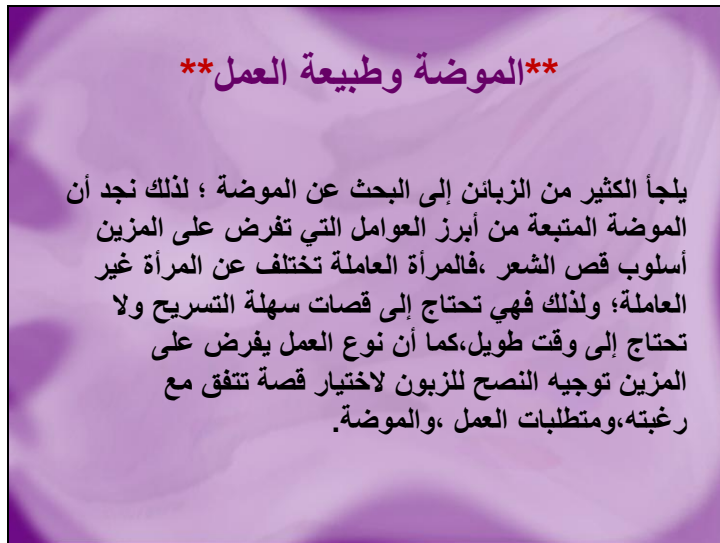 **الموضة وطبيعة العمل**
يلجأ الكثير من الزبائن إلى البحث عن الموضة ؛ لذلك نجد أن
الموضة المتبعة من أبرز العوامل التي تفرض على المزين
أسلوب قص الشعر ،فالمرأة العاملة تختلف عن المرأة غير
العاملة؛ ولذلك فهي تحتاج إلى قصات سهلة التسريح ولا
تحتاج إلى وقت طويل،كما أن نوع العمل يفرض على
المزين توجيه النصح للزبون لاختيار قصة تتفق مع
رغبته،ومتطلبات العمل ،والموضة.